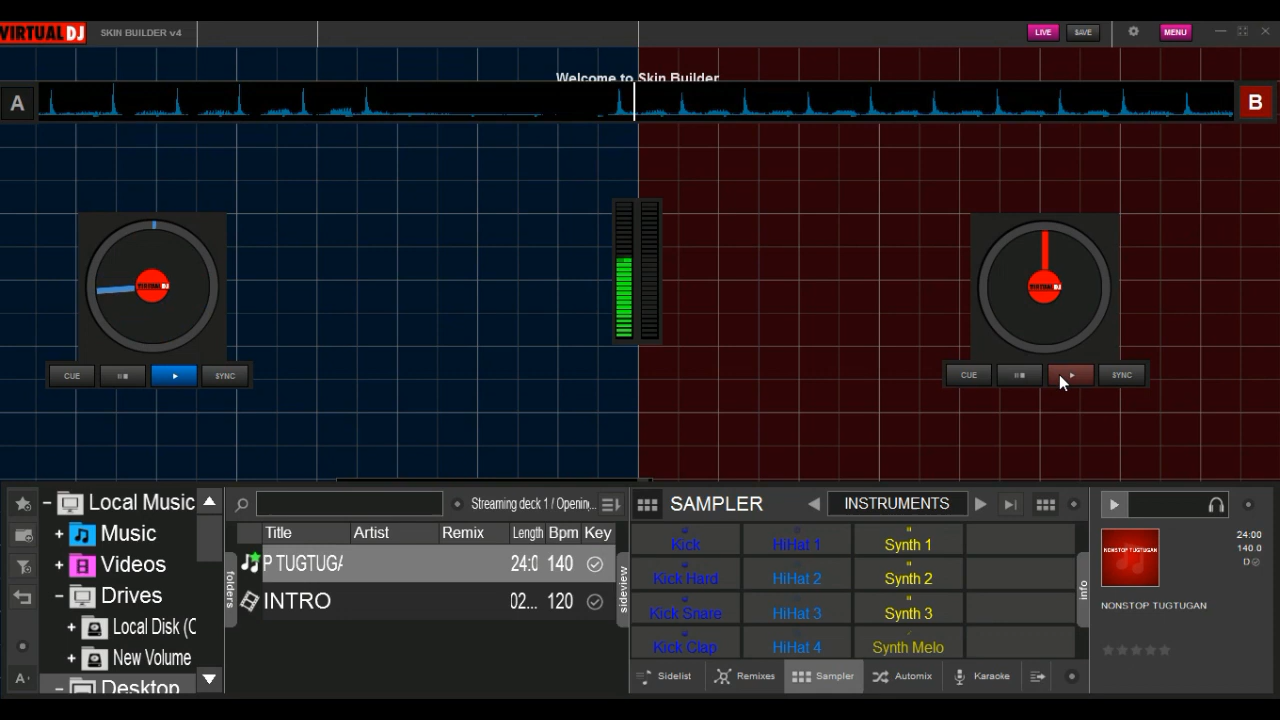 VIRTUAL DJ SKIN BUILDER v4 LIVE SAVE MENU
Welcome to Skin Builder
A B
VIRTUAL DJ VIRTUAL DJ
CUE SYNC CUE SYNC
Local Music
Music
Videos
Drives
Local Disk (C
New Volume
Desktop
A
folders
Streaming deck 1 / Openin..
Title Artist Remix Length Bpm Key
P TUGTUGA 24:0 140
INTRO 02... 120
sideview
SAMPLER INSTRUMENTS
Kick HiHat 1 Synth 1
Kick Hard HiHat 2 Synth 2
Kick Snare HiHat 3 Synth 3
Kick Clap HiHat 4 Synth Melo
Sidelist Remixes Sampler Automix Karaoke
info
NONSTOP TUGTUGAN
24:00
140.0
D
NONSTOP TUGTUGAN